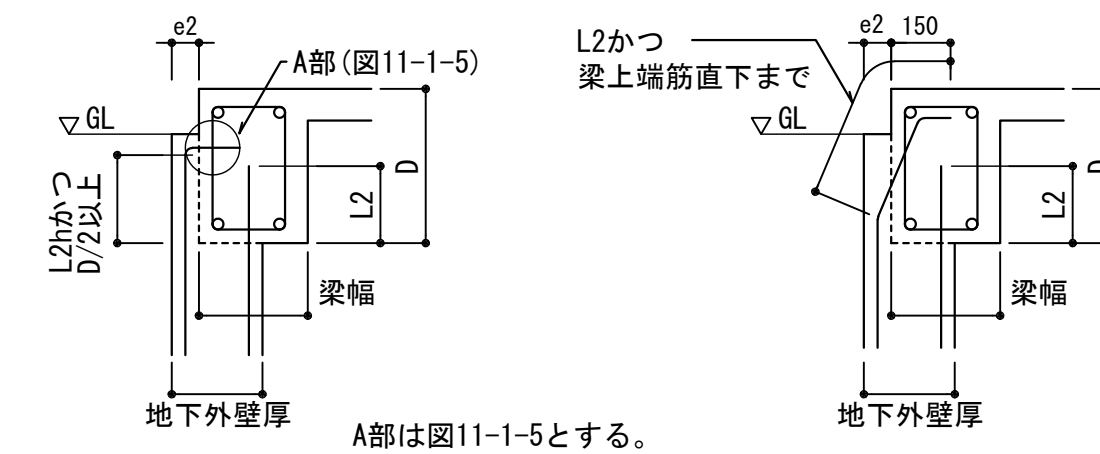 e2
A部(図11-1-5)
GL
L2hかつ
D/2以上
D
L2
梁幅
地下外壁厚
L2かつ
梁上端筋直下まで
e2 150
GL
D
L2
梁幅
地下外壁厚
A部は図11-1-5とする。